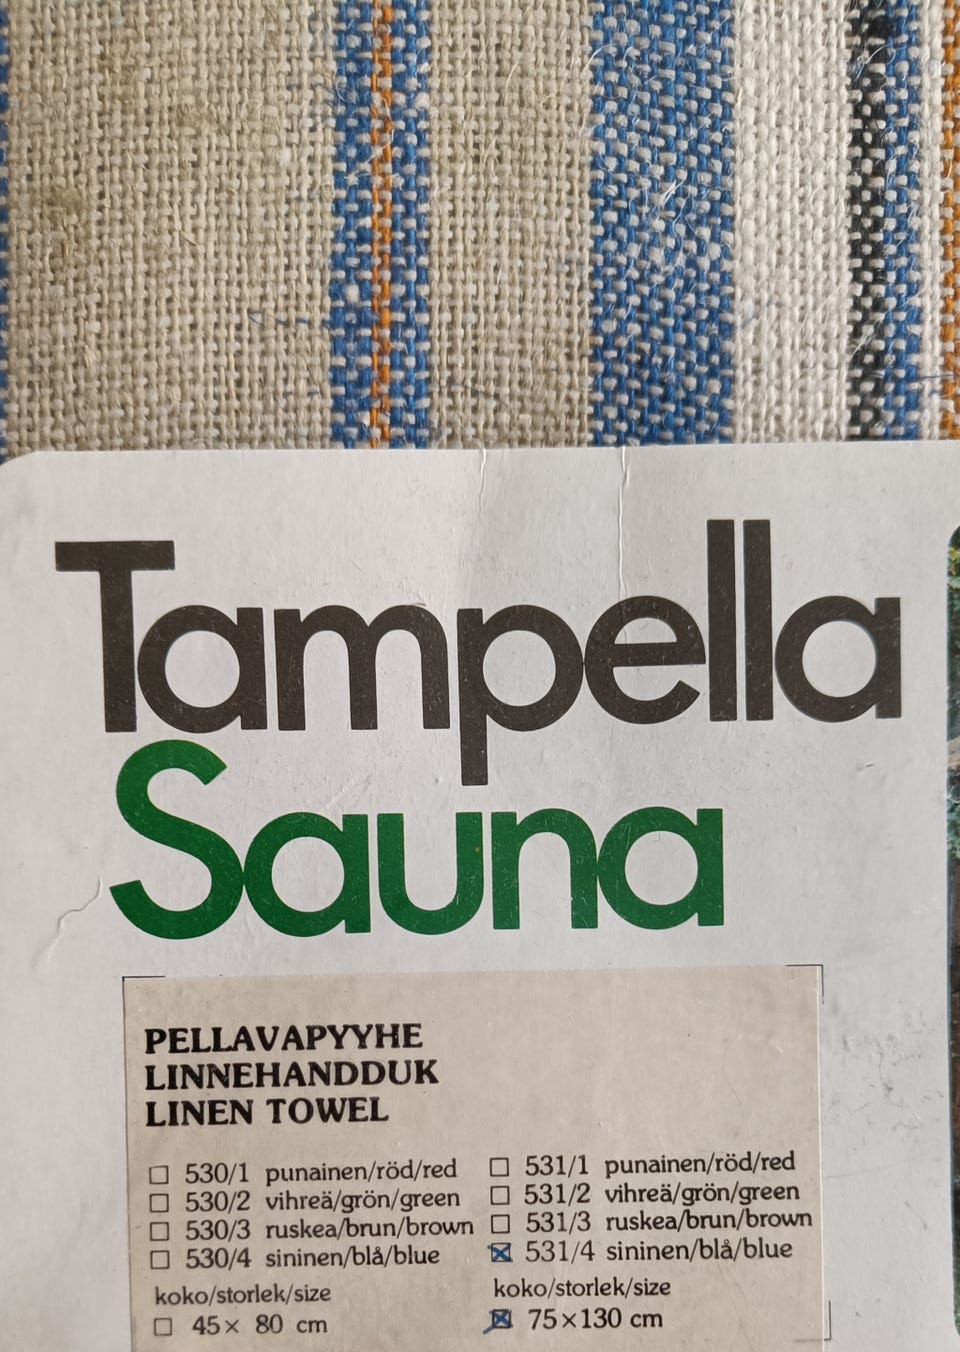 Tampella
Sauna
PELLAVAPYYHE
LINNEHANDDUK
LINEN TOWEL
530/1 punainen/röd/red
530/2 vihreä/grön/green
530/3 ruskea/brun/brown
530/4 sininen/blå/blue
koko/storlek/size
45 x 80 cm
531/1 punainen/röd/red
531/2 vihreä/grön/green
531/3 ruskea/brun/brown
531/4 sininen/blå/blue
koko/storlek/size
75 x 130 cm